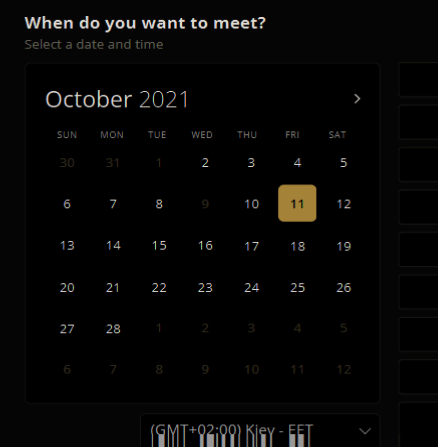 When do you want to meet?
Select a date and time
October 2021
SUN MON TUE WED THU FRI SAT
30 31 1 2 3 4 5
6 7 8 9 10 11 12
13 14 15 16 17 18 19
20 21 22 23 24 25 26
27 28 1 2 3 4 5
6 7 8 9 10 11 12
(GMT+02:00) Kiev - EET